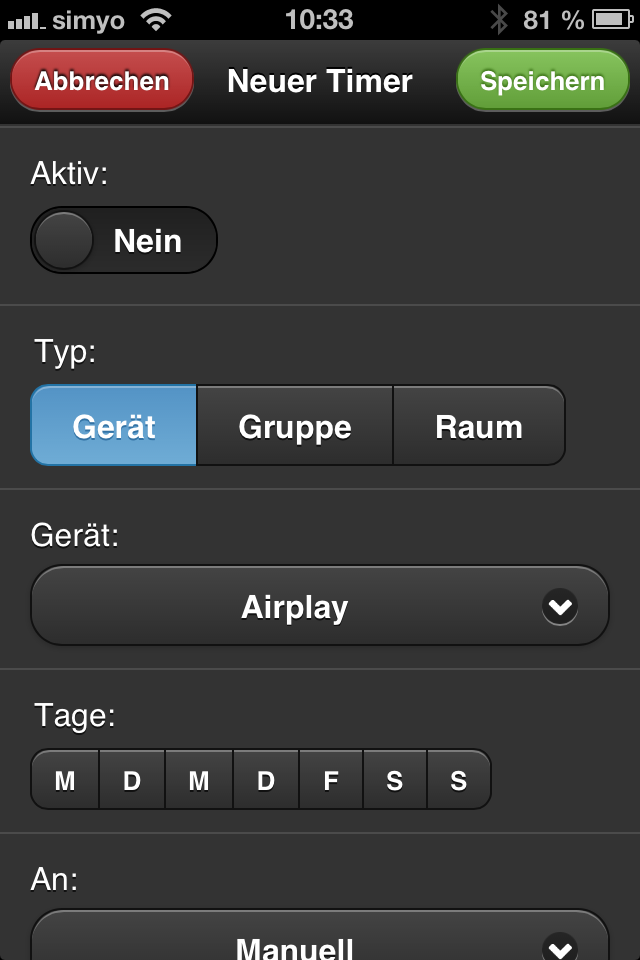 simyo 10:33 81 %
Abbrechen Neuer Timer Speichern
Aktiv:
Nein
Typ:
Gerät Gruppe Raum
Gerät:
Airplay
Tage:
M D M D F S S
An:
Manuell